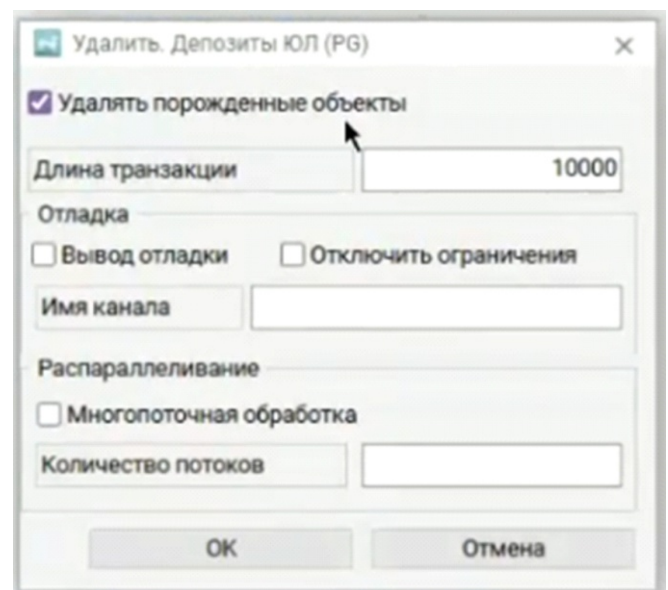 Удалить. Депозиты ЮЛ (PG)
Удалять порожденные объекты
Длина транзакции 10000
Отладка
Вывод отладки Отключить ограничения
Имя канала
Распараллеливание
Многопоточная обработка
Количество потоков
OK Отмена